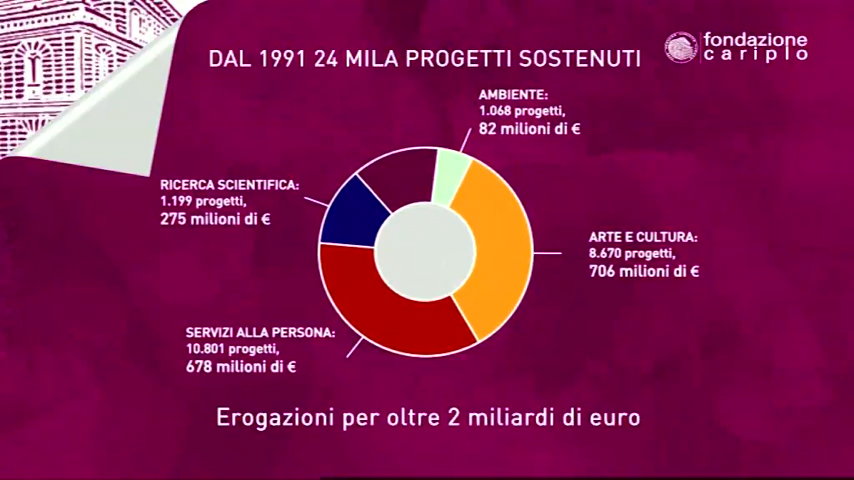 DAL 1991 24 MILA PROGETTI SOSTENUTI
fondazione
cariplo
AMBIENTE:
1.068 progetti,
82 milioni di €
RICERCA SCIENTIFICA:
1.199 progetti,
275 milioni di €
ARTE E CULTURA:
8.670 progetti,
706 milioni di €
SERVIZI ALLA PERSONA:
10.801 progetti,
678 milioni di €
Erogazioni per oltre 2 miliardi di euro